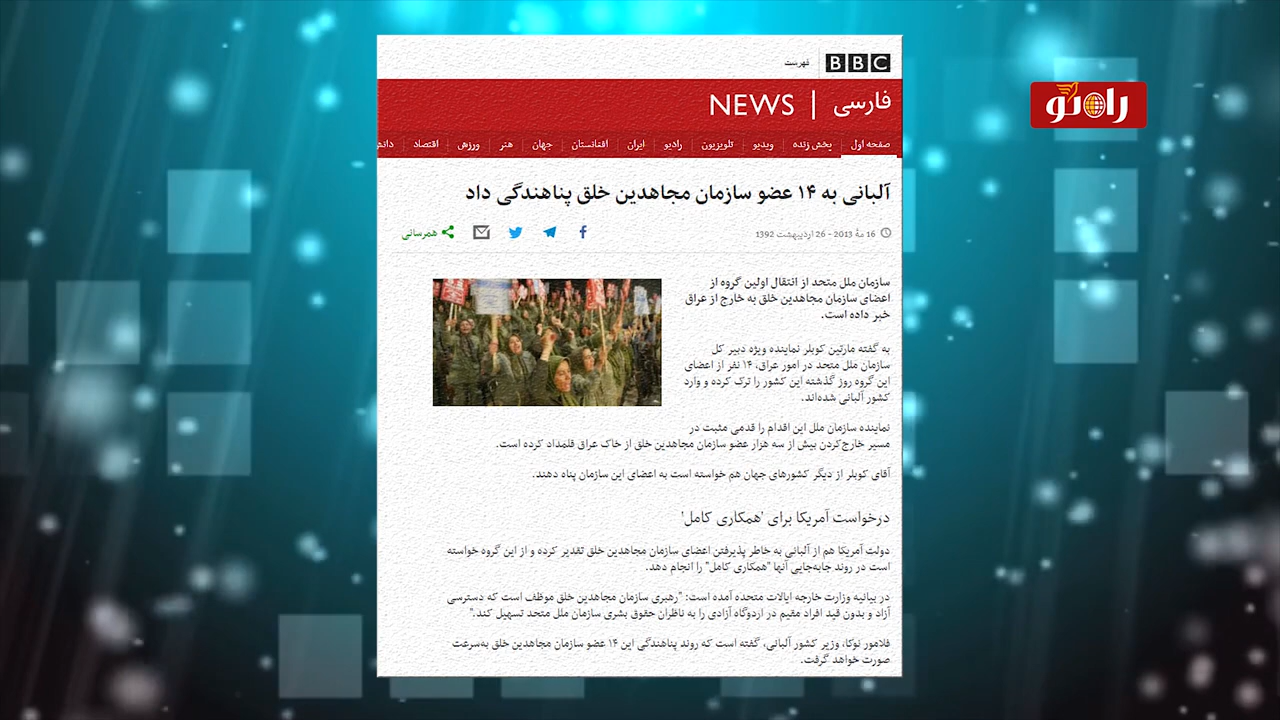 BBC
فهرست
راه نو
فارسی | NEWS
صفحه اول پخش زنده ویدیو تلویزیون رادیو ایران افغانستان جهان هنر ورزش اقتصاد دانش
آلبانی به ۱۴ عضو سازمان مجاهدین خلق پناهندگی داد
16 مهٔ 2013 - 26 اردیبهشت 1392
همرسانی
سازمان ملل متحد از انتقال اولین گروه از
اعضای سازمان مجاهدین خلق به خارج از عراق
خبر داده است.
به گفته مارتین کوبلر نماینده ویژه دبیر کل
سازمان ملل متحد در امور عراق، ۱۴ نفر از اعضای
این گروه روز گذشته این کشور را ترک کرده و وارد
کشور آلبانی شده‌اند.
نماینده سازمان ملل این اقدام را قدمی مثبت در
مسیر خارج‌کردن بیش از سه هزار عضو سازمان مجاهدین خلق از خاک عراق قلمداد کرده است.
آقای کوبلر از دیگر کشورهای جهان هم خواسته است به اعضای این سازمان پناه دهند.
درخواست آمریکا برای 'همکاری کامل'
دولت آمریکا هم از آلبانی به خاطر پذیرفتن اعضای سازمان مجاهدین خلق تقدیر کرده و از این گروه خواسته
است در روند جابه‌جایی آنها "همکاری کامل" را انجام دهد.
در بیانیه وزارت خارجه ایالات متحده آمده است: "رهبری سازمان مجاهدین خلق موظف است که دسترسی
آزاد و بدون قید افراد مقیم در اردوگاه آزادی را به ناظران حقوق بشری سازمان ملل متحد تسهیل کند."
فلامور نوکا، وزیر کشور آلبانی، گفته است که روند پناهندگی این ۱۴ عضو سازمان مجاهدین خلق به‌سرعت
صورت خواهد گرفت.